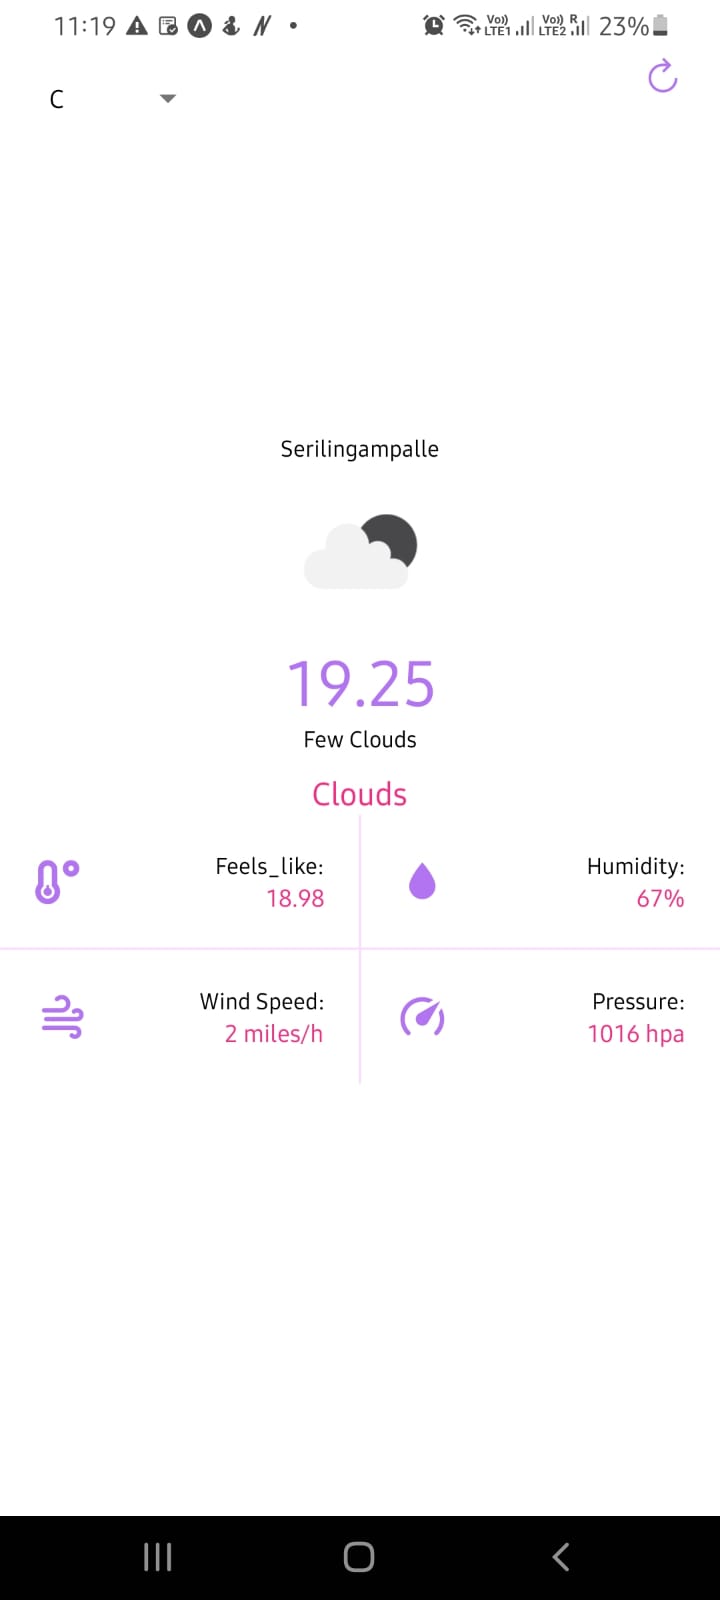 11:19 Vo)) LTE1 Vo)) R LTE2 23%
C
Serilingampalle
19.25
Few Clouds
Clouds
Feels_like:
18.98
Humidity:
67%
Wind Speed:
2 miles/h
Pressure:
1016 hpa